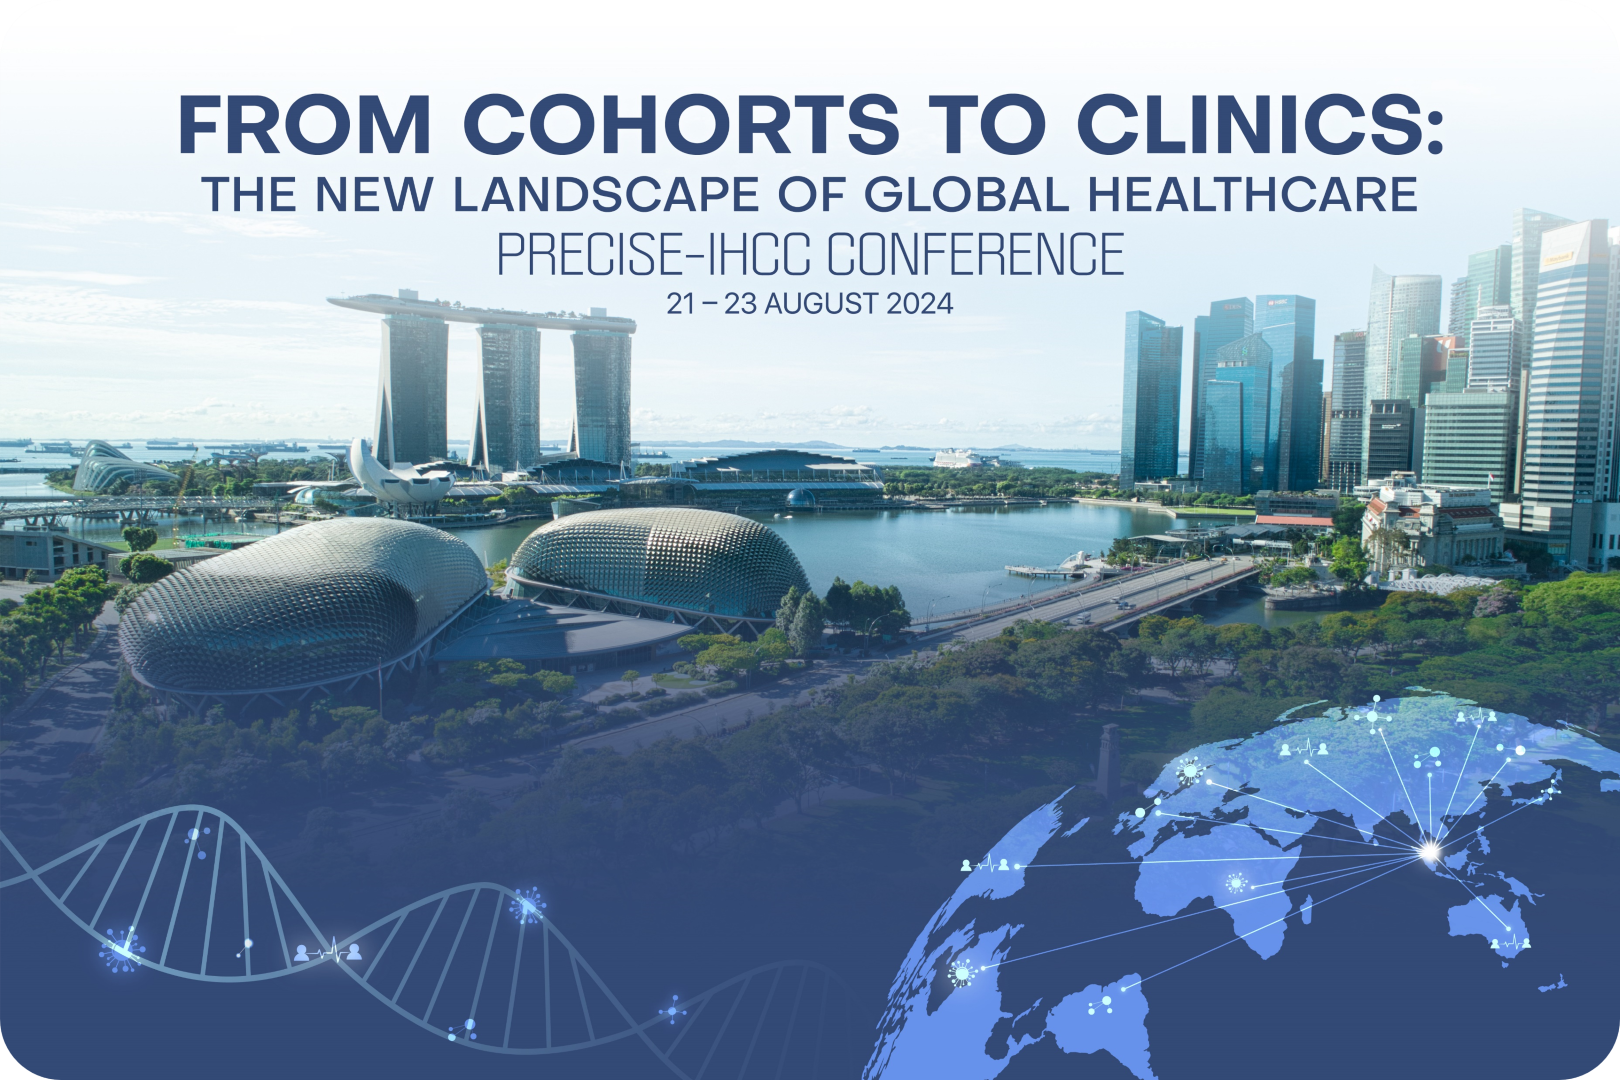 FROM COHORTS TO CLINICS:
THE NEW LANDSCAPE OF GLOBAL HEALTHCARE
PRECISE-IHCC CONFERENCE
21 – 23 AUGUST 2024